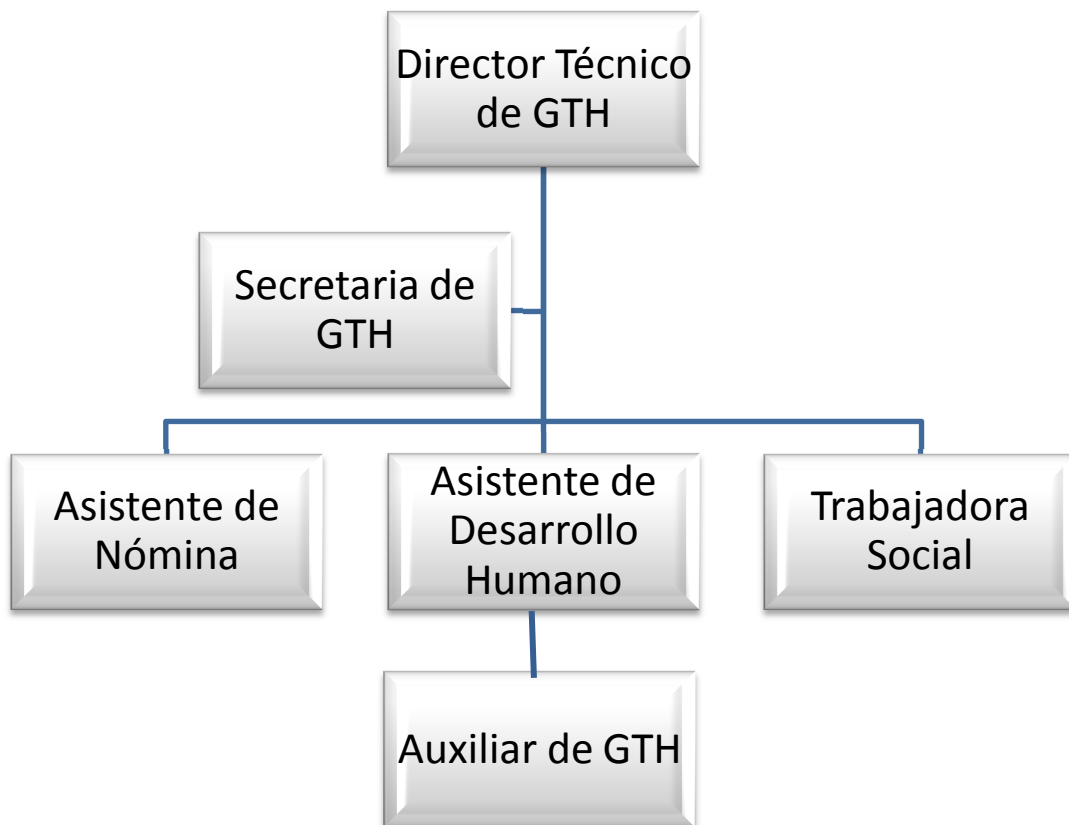 Director Técnico
de GTH
Secretaria de
GTH
Asistente de
Nómina
Asistente de
Desarrollo
Humano
Trabajadora
Social
Auxiliar de GTH